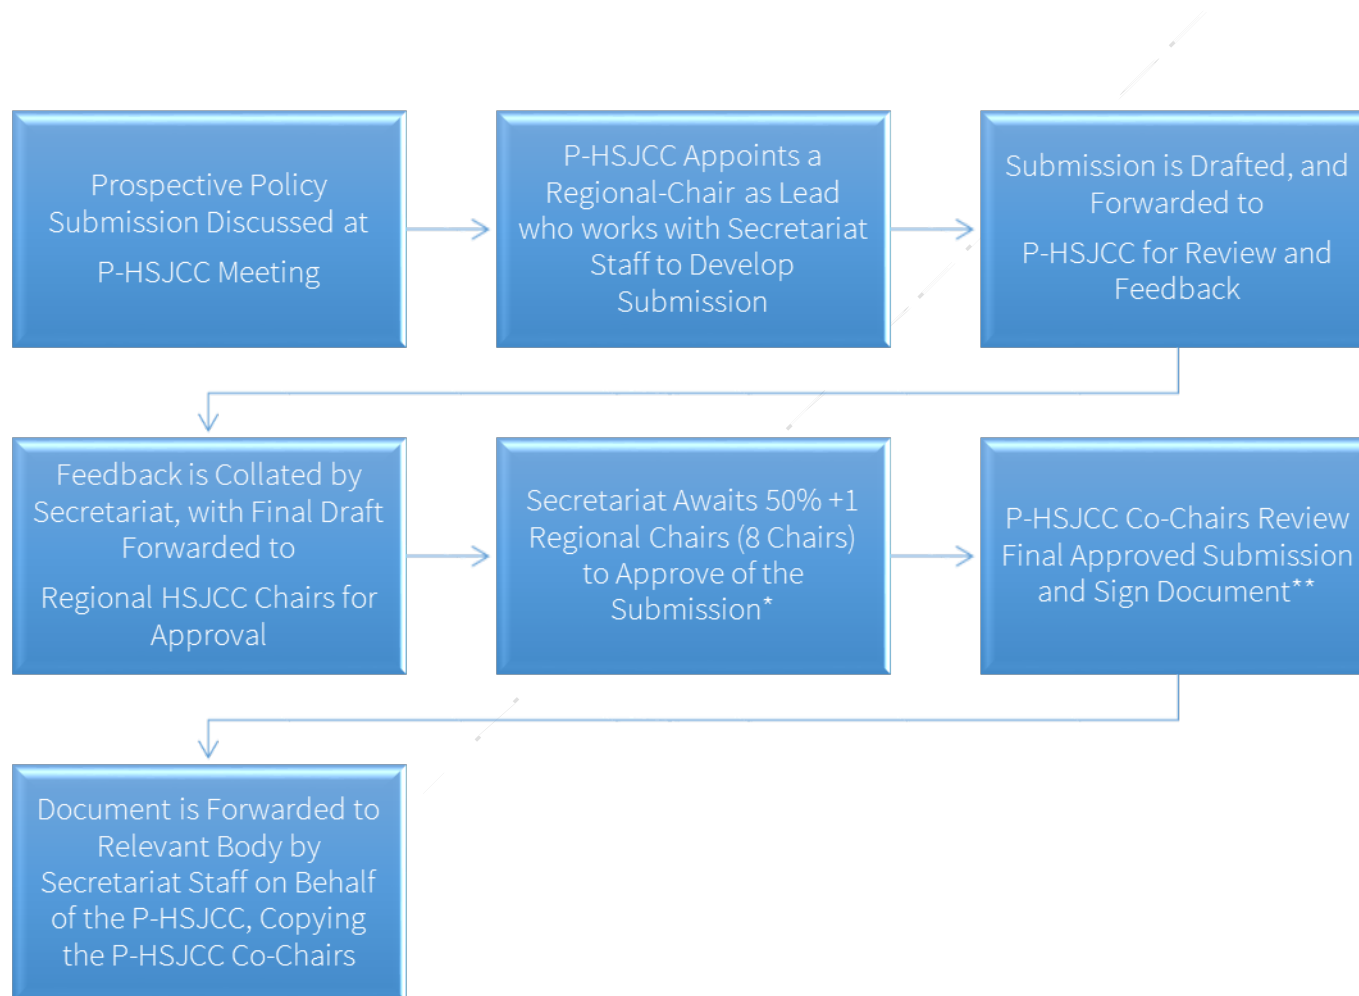 Prospective Policy
Submission Discussed at
P-HSJCC Meeting
P-HSJCC Appoints a
Regional-Chair as Lead
who works with Secretariat
Staff to Develop
Submission
Submission is Drafted, and
Forwarded to
P-HSJCC for Review and
Feedback
Feedback is Collated by
Secretariat, with Final Draft
Forwarded to
Regional HSJCC Chairs for
Approval
Secretariat Awaits 50% +1
Regional Chairs (8 Chairs)
to Approve of the
Submission*
P-HSJCC Co-Chairs Review
Final Approved Submission
and Sign Document**
Document is Forwarded to
Relevant Body by
Secretariat Staff on Behalf
of the P-HSJCC, Copying
the P-HSJCC Co-Chairs